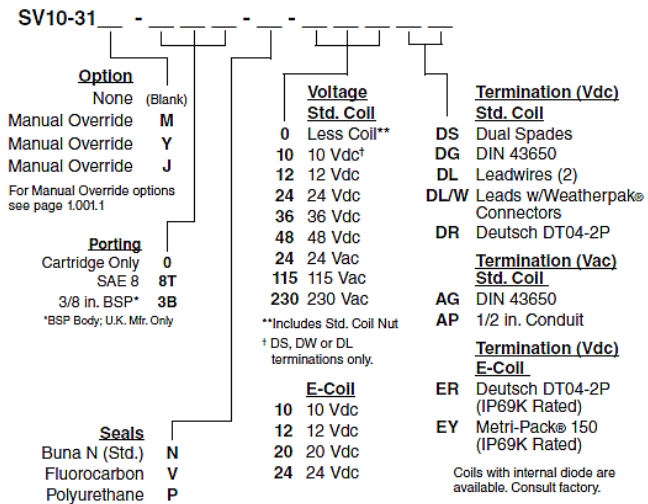 SV10-31__ - ___ - _ - ___ __
Option
None (Blank)
Manual Override M
Manual Override Y
Manual Override J
For Manual Override options
see page 1.001.1
Porting
Cartridge Only 0
SAE 8 8T
3/8 in. BSP* 3B
*BSP Body; U.K. Mfr. Only
Seals
Buna N (Std.) N
Fluorocarbon V
Polyurethane P
Voltage
Std. Coil
0 Less Coil**
10 10 Vdc†
12 12 Vdc
24 24 Vdc
36 36 Vdc
48 48 Vdc
24 24 Vac
115 115 Vac
230 230 Vac
**Includes Std. Coil Nut
† DS, DW or DL
terminations only.
E-Coil
10 10 Vdc
12 12 Vdc
20 20 Vdc
24 24 Vdc
Termination (Vdc)
Std. Coil
DS Dual Spades
DG DIN 43650
DL Leadwires (2)
DL/W Leads w/Weatherpak®
Connectors
DR Deutsch DT04-2P
Termination (Vac)
Std. Coil
AG DIN 43650
AP 1/2 in. Conduit
Termination (Vdc)
E-Coil
ER Deutsch DT04-2P
(IP69K Rated)
EY Metri-Pack® 150
(IP69K Rated)
Coils with internal diode are
available. Consult factory.